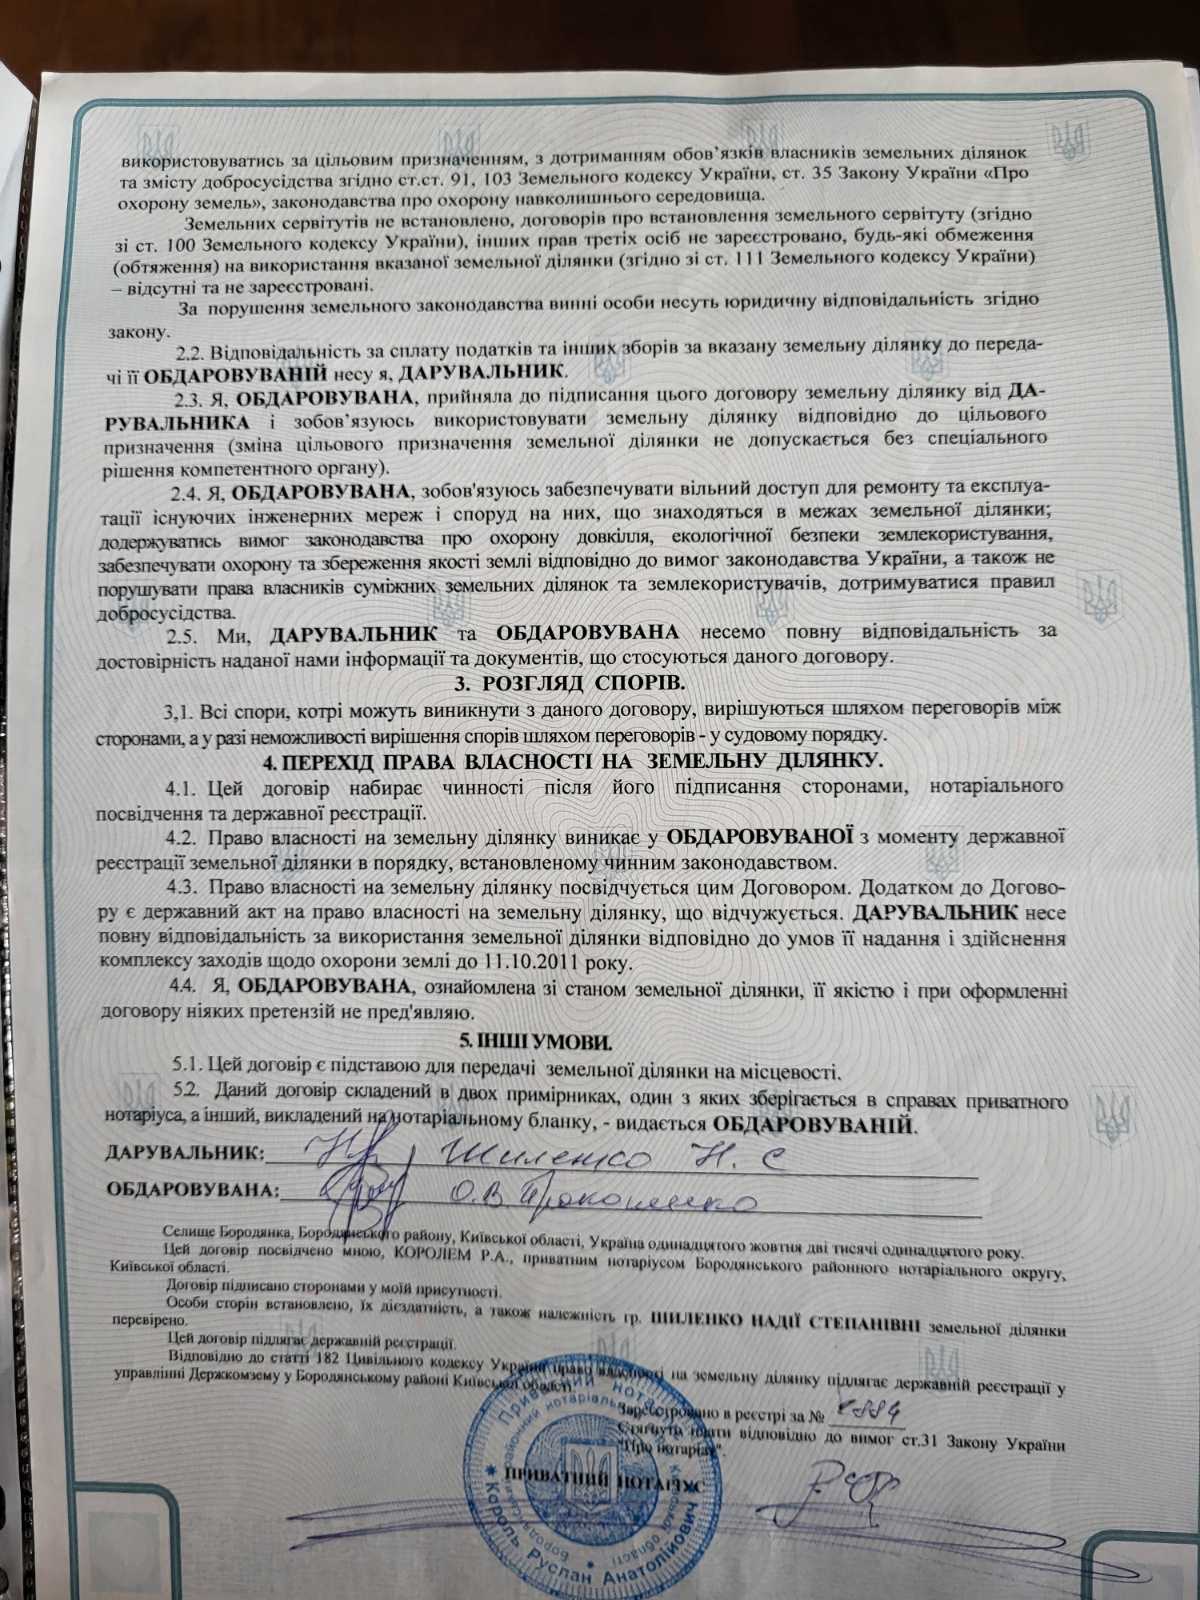 використовуватись за цільовим призначенням, з дотриманням обов’язків власників земельних ділянок
та змісту добросусідства згідно ст.ст. 91, 103 Земельного кодексу України, ст. 35 Закону України «Про
охорону земель», законодавства про охорону навколишнього середовища.
Земельних сервітутів не встановлено, договорів про встановлення земельного сервітуту (згідно
зі ст. 100 Земельного кодексу України), інших прав третіх осіб не зареєстровано, будь-які обмеження
(обтяження) на використання вказаної земельної ділянки (згідно зі ст. 111 Земельного кодексу України)
– відсутні та не зареєстровані.
За порушення земельного законодавства винні особи несуть юридичну відповідальність згідно
закону.
2.2. Відповідальність за сплату податків та інших зборів за вказану земельну ділянку до переда-
чі її ОБДАРОВУВАНІЙ несу я, ДАРУВАЛЬНИК.
2.3. Я, ОБДАРОВУВАНА, прийняла до підписання цього договору земельну ділянку від ДА-
РУВАЛЬНИКА і зобов’язуюсь використовувати земельну ділянку відповідно до цільового
призначення (зміна цільового призначення земельної ділянки не допускається без спеціального
рішення компетентного органу).
2.4. Я, ОБДАРОВУВАНА, зобов'язуюсь забезпечувати вільний доступ для ремонту та експлуа-
тації існуючих інженерних мереж і споруд на них, що знаходяться в межах земельної ділянки;
додержуватись вимог законодавства про охорону довкілля, екологічної безпеки землекористування,
забезпечувати охорону та збереження якості землі відповідно до вимог законодавства України, а також не
порушувати права власників суміжних земельних ділянок та землекористувачів, дотримуватися правил
добросусідства.
2.5. Ми, ДАРУВАЛЬНИК та ОБДАРОВУВАНА несемо повну відповідальність за
достовірність наданої нами інформації та документів, що стосуються даного договору.
3. РОЗГЛЯД СПОРІВ.
3,1. Всі спори, котрі можуть виникнути з даного договору, вирішуються шляхом переговорів між
сторонами, а у разі неможливості вирішення спорів шляхом переговорів - у судовому порядку.
4. ПЕРЕХІД ПРАВА ВЛАСНОСТІ НА ЗЕМЕЛЬНУ ДІЛЯНКУ.
4.1. Цей договір набирає чинності після його підписання сторонами, нотаріального
посвідчення та державної реєстрації.
4.2. Право власності на земельну ділянку виникає у ОБДАРОВУВАНОЇ з моменту державної
реєстрації земельної ділянки в порядку, встановленому чинним законодавством.
4.3. Право власності на земельну ділянку посвідчується цим Договором. Додатком до Догово-
ру є державний акт на право власності на земельну ділянку, що відчужується. ДАРУВАЛЬНИК несе
повну відповідальність за використання земельної ділянки відповідно до умов її надання і здійснення
комплексу заходів щодо охорони землі до 11.10.2011 року.
4.4. Я, ОБДАРОВУВАНА, ознайомлена зі станом земельної ділянки, її якістю і при оформленні
договору ніяких претензій не пред'являю.
5. ІНШІ УМОВИ.
5.1. Цей договір є підставою для передачі земельної ділянки на місцевості.
5.2. Даний договір складений в двох примірниках, один з яких зберігається в справах приватного
нотаріуса, а інший, викладений на нотаріальному бланку, - видається ОБДАРОВУВАНІЙ.
ДАРУВАЛЬНИК: Шиленко Н. С
ОБДАРОВУВАНА: О.В. Прокопенко
Селище Бородянка, Бородянського району, Київської області, Україна одинадцятого жовтня дві тисячі одинадцятого року.
Цей договір посвідчено мною, КОРОЛЕМ Р.А., приватним нотаріусом Бородянського районного нотаріального округу,
Київської області.
Договір підписано сторонами у моїй присутності.
Особи сторін встановлено, їх дієздатність, а також належність гр. ШИЛЕНКО НАДІЇ СТЕПАНІВНІ земельної ділянки
перевірено.
Цей договір підлягає державній реєстрації.
Відповідно до статті 182 Цивільного кодексу України право власності на земельну ділянку підлягає державній реєстрації у
управлінні Держкомзему у Бородянському районі Київської області.
Зареєстровано в реєстрі за №
Стягнуто плати відповідно до вимог ст.31 Закону України
"Про нотаріат".
ПРИВАТНИЙ НОТАРІУС
Приватний нотаріус
Король Руслан Анатолійович
Бородянський районний нотаріальний
Київської області